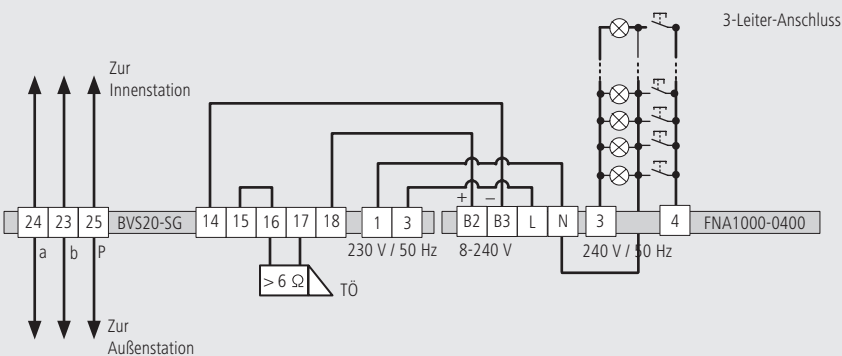 3-Leiter-Anschluss
Zur
Innenstation
+ –
24 23 25 BVS20-SG 14 15 16 17 18 1 3 B2 B3 L N 3 4 FNA1000-0400
a b P
230 V / 50 Hz 8-240 V 240 V / 50 Hz
> 6 Ω TÖ
Zur
Außenstation